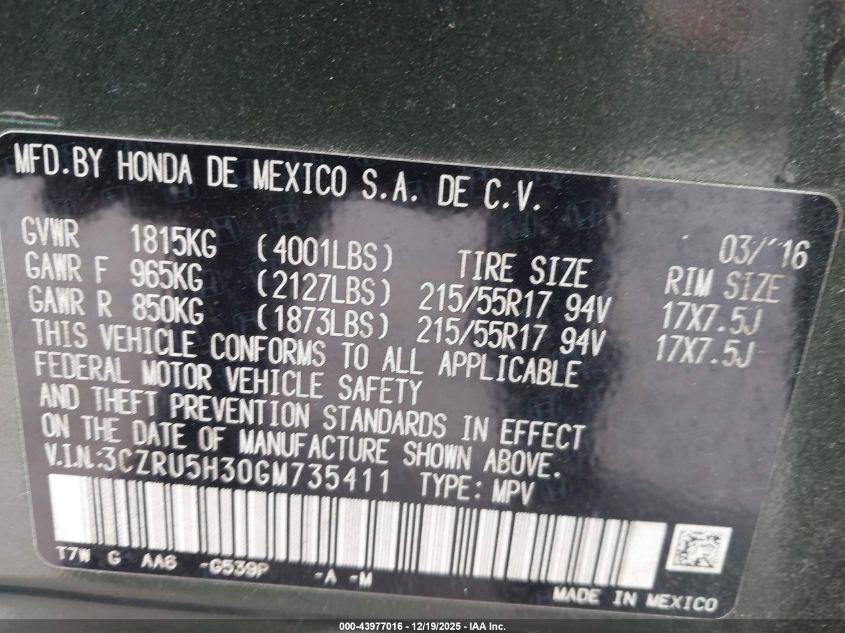 MFD.BY HONDA DE MEXICO S.A. DE C.V.
03/'16
GVWR 1815KG (4001LBS) TIRE SIZE RIM SIZE
GAWR F 965KG (2127LBS) 215/55R17 94V 17X7.5J
GAWR R 850KG (1873LBS) 215/55R17 94V 17X7.5J
THIS VEHICLE CONFORMS TO ALL APPLICABLE
FEDERAL MOTOR VEHICLE SAFETY
AND THEFT PREVENTION STANDARDS IN EFFECT
ON THE DATE OF MANUFACTURE SHOWN ABOVE.
V.I.N.:3CZRU5H30GM735411 TYPE: MPV
T7W G AA6 -G539P -A -M
MADE IN MEXICO
000-43977016 - 12/19/2025 - IAA Inc.